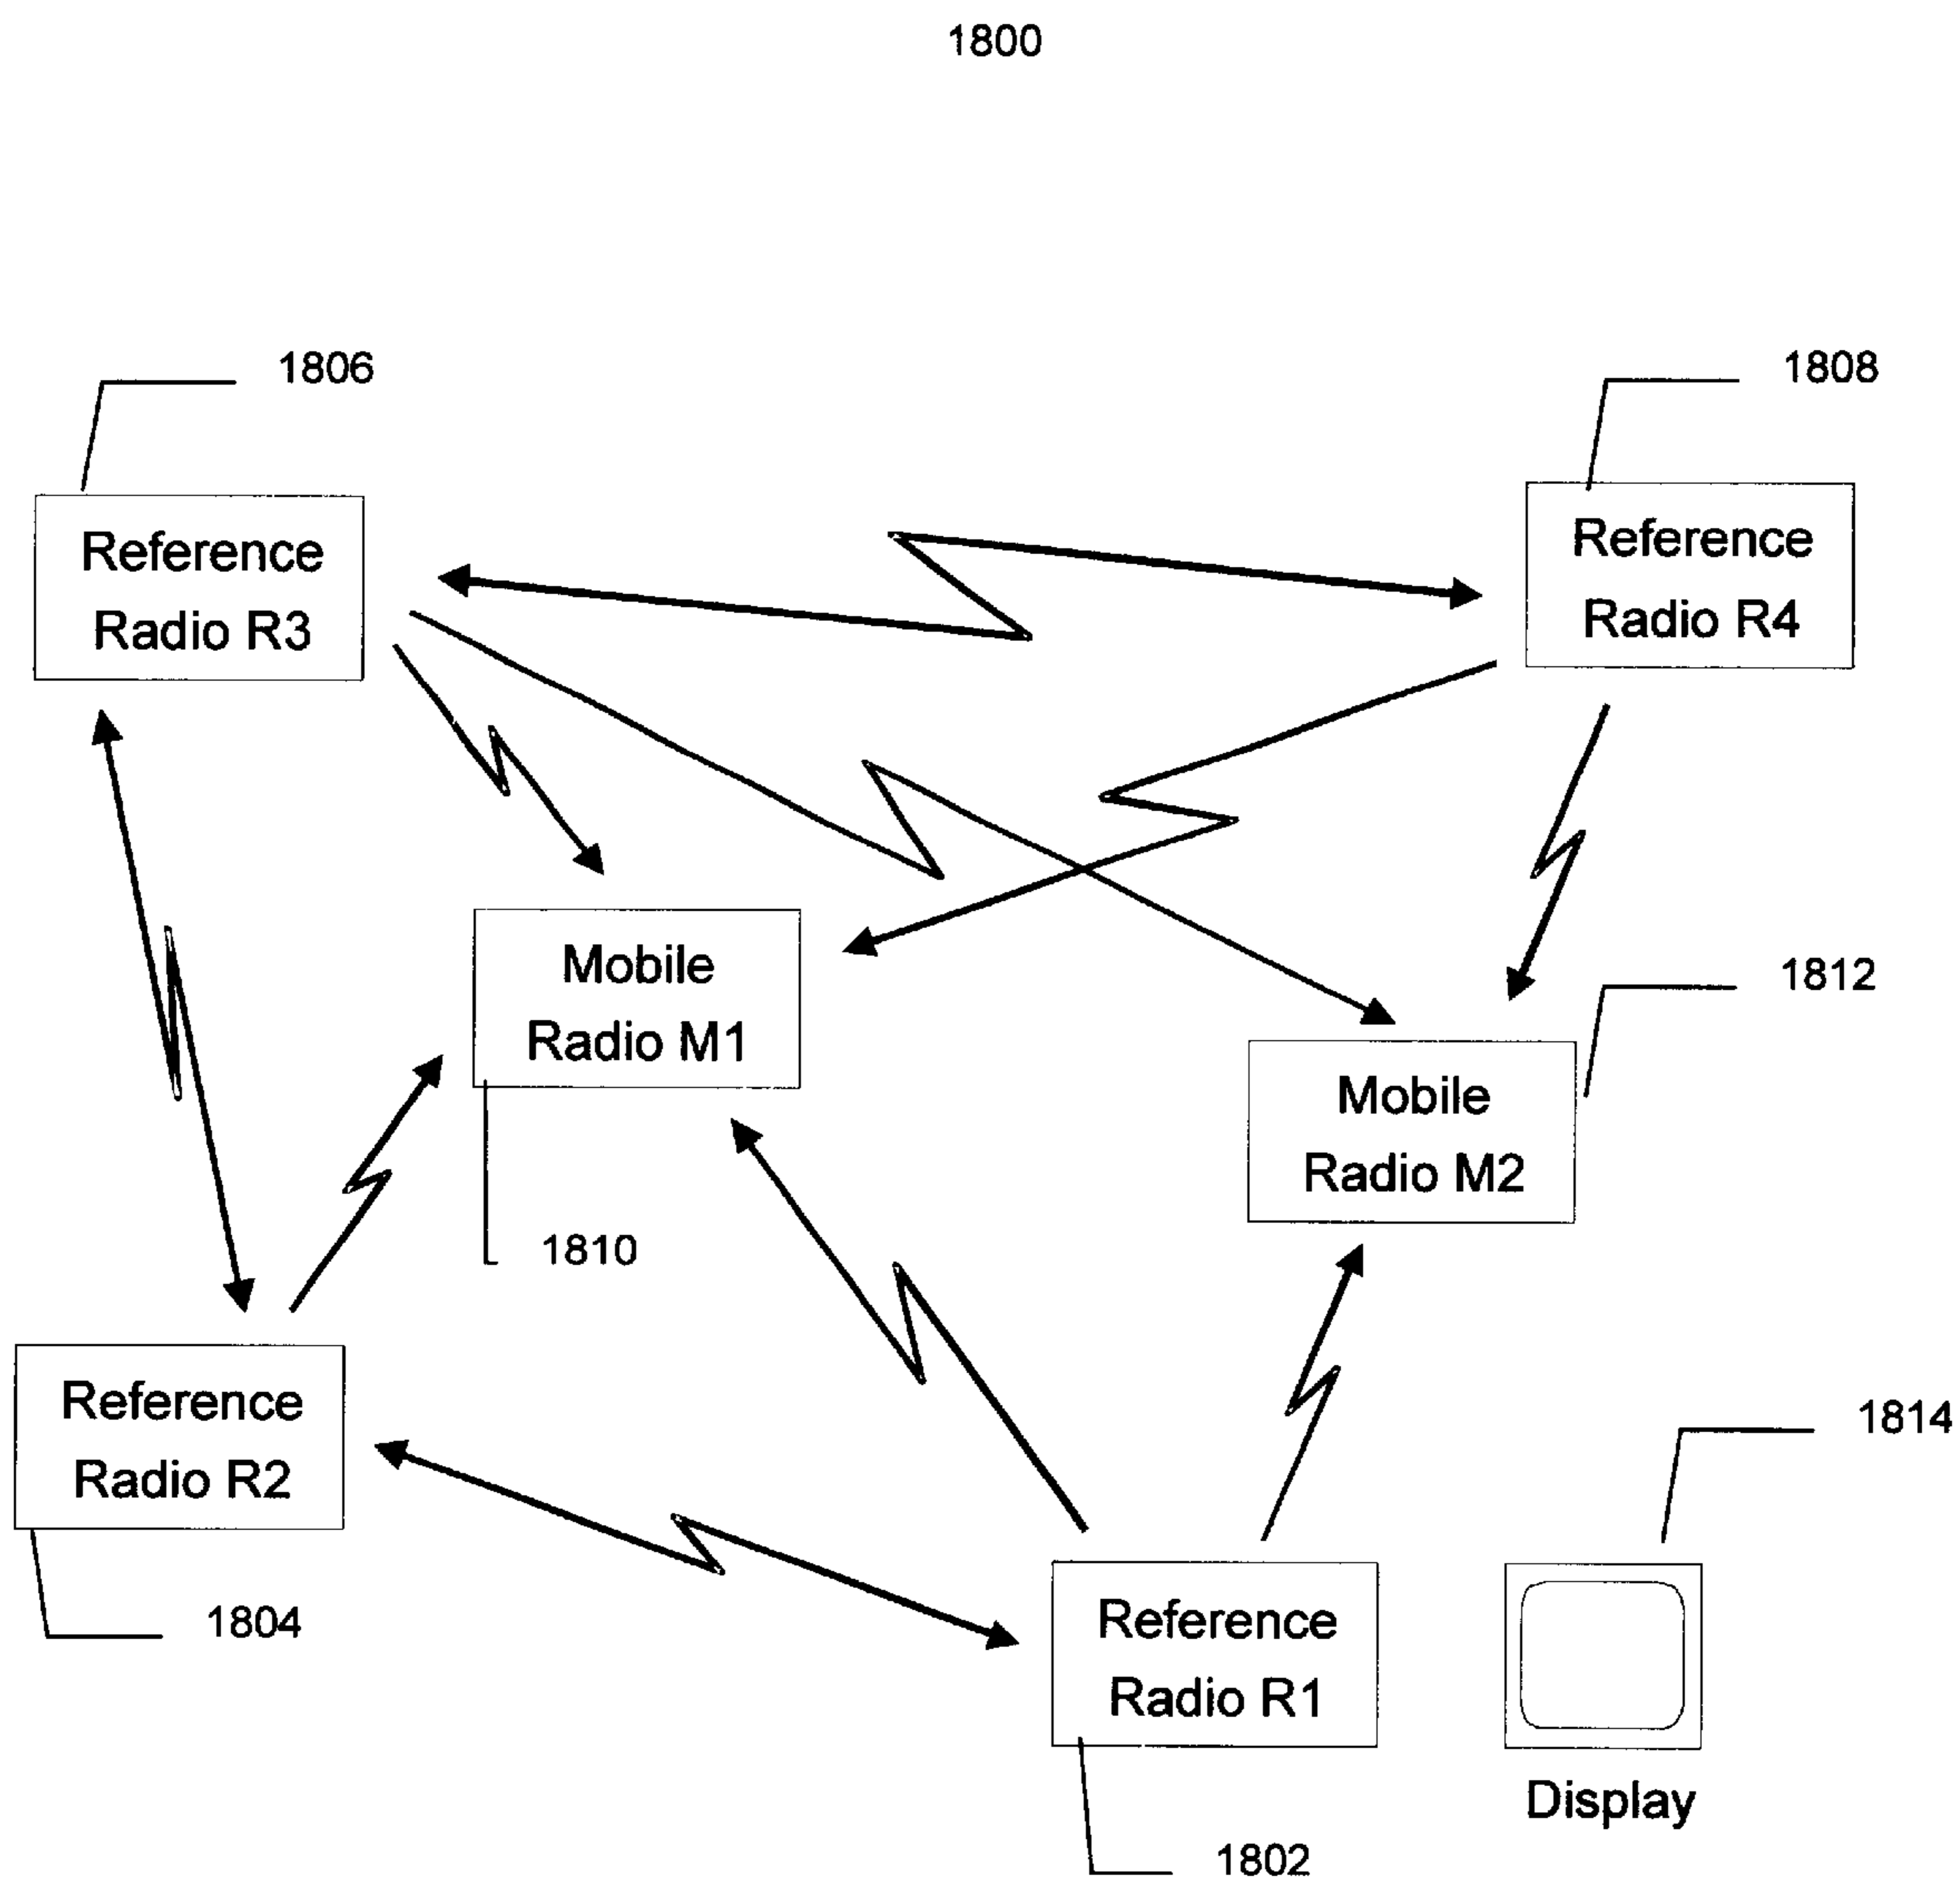 1800
1806
1808
Reference
Radio R3
Reference
Radio R4
Mobile
Radio M1
1812
Mobile
Radio M2
1810
Reference
Radio R2
1814
1804
Reference
Radio R1
Display
1802